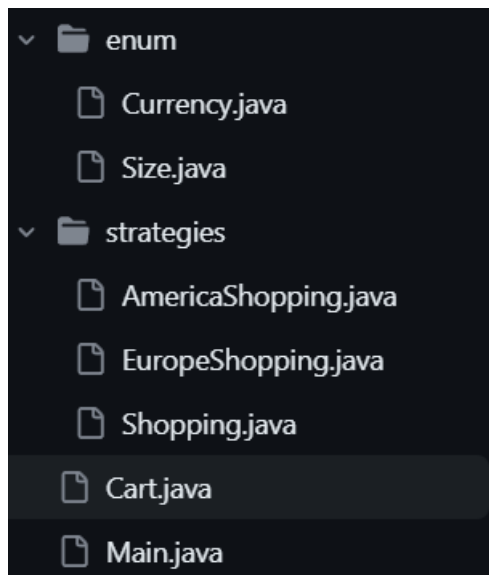 enum
Currency.java
Size.java
strategies
AmericaShopping.java
EuropeShopping.java
Shopping.java
Cart.java
Main.java